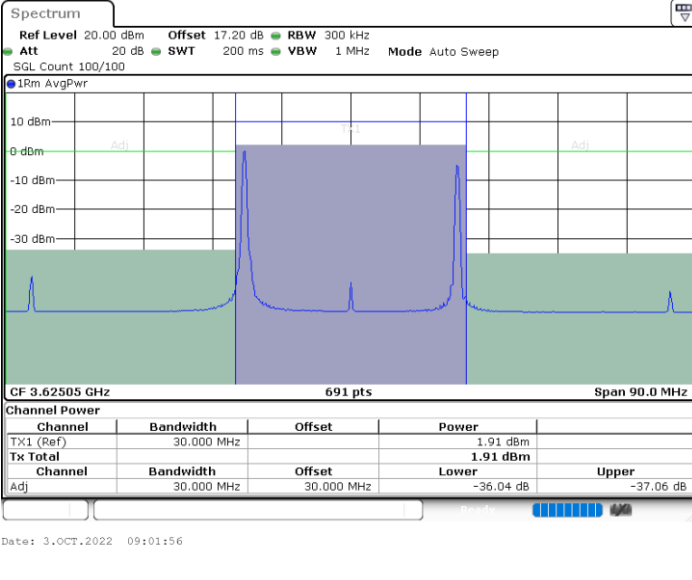 Spectrum
Ref Level 20.00 dBm Offset 17.20 dB RBW 300 kHz
Att 20 dB SWT 200 ms VBW 1 MHz Mode Auto Sweep
SGL Count 100/100
1Rm AvgPwr
10 dBm
TX1
Adj
Adj
0 dBm
-10 dBm
-20 dBm
-30 dBm
CF 3.62505 GHz 691 pts Span 90.0 MHz
Channel Power
Channel Bandwidth Offset Power
TX1 (Ref) 30.000 MHz 1.91 dBm
Tx Total 1.91 dBm
Channel Bandwidth Offset Lower Upper
Adj 30.000 MHz 30.000 MHz -36.04 dB -37.06 dB
Ready
Date: 3.OCT.2022 09:01:56